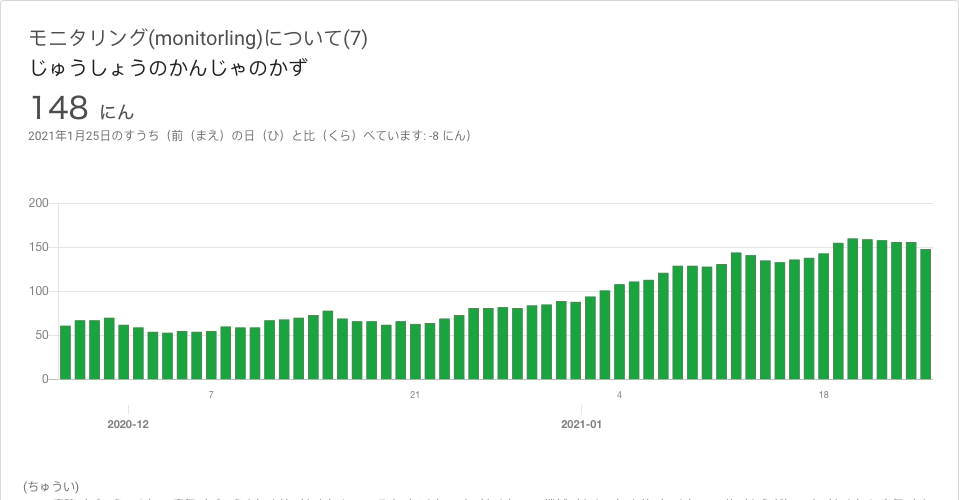 モニタリング(monitorling)について(7)
じゅうしょうのかんじゃのかず
148 にん
2021年1月25日のすうち（前（まえ）の日（ひ）と比（くら）べています: -8 にん）
200
150
100
50
0
7 21 4 18
2020-12 2021-01
(ちゅうい)